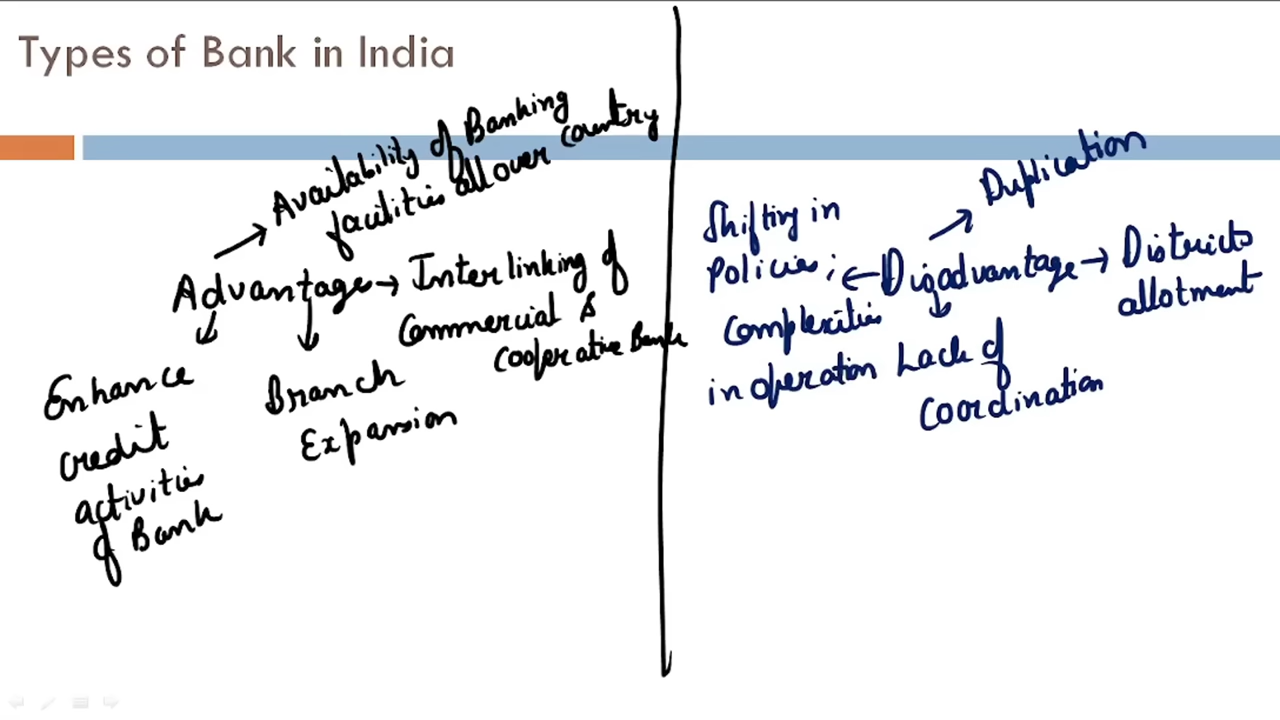 Types of Bank in India
Availability of Banking
facilities all over country
Advantage → Interlinking of
Commercial &
Cooperative Bank
Enhance
credit
activities
of Bank
Branch
Expansion
Duplication
Shifting in
Policies;
Complexities
in operation
Disadvantage → Districts
allotment
Lack of
Coordination